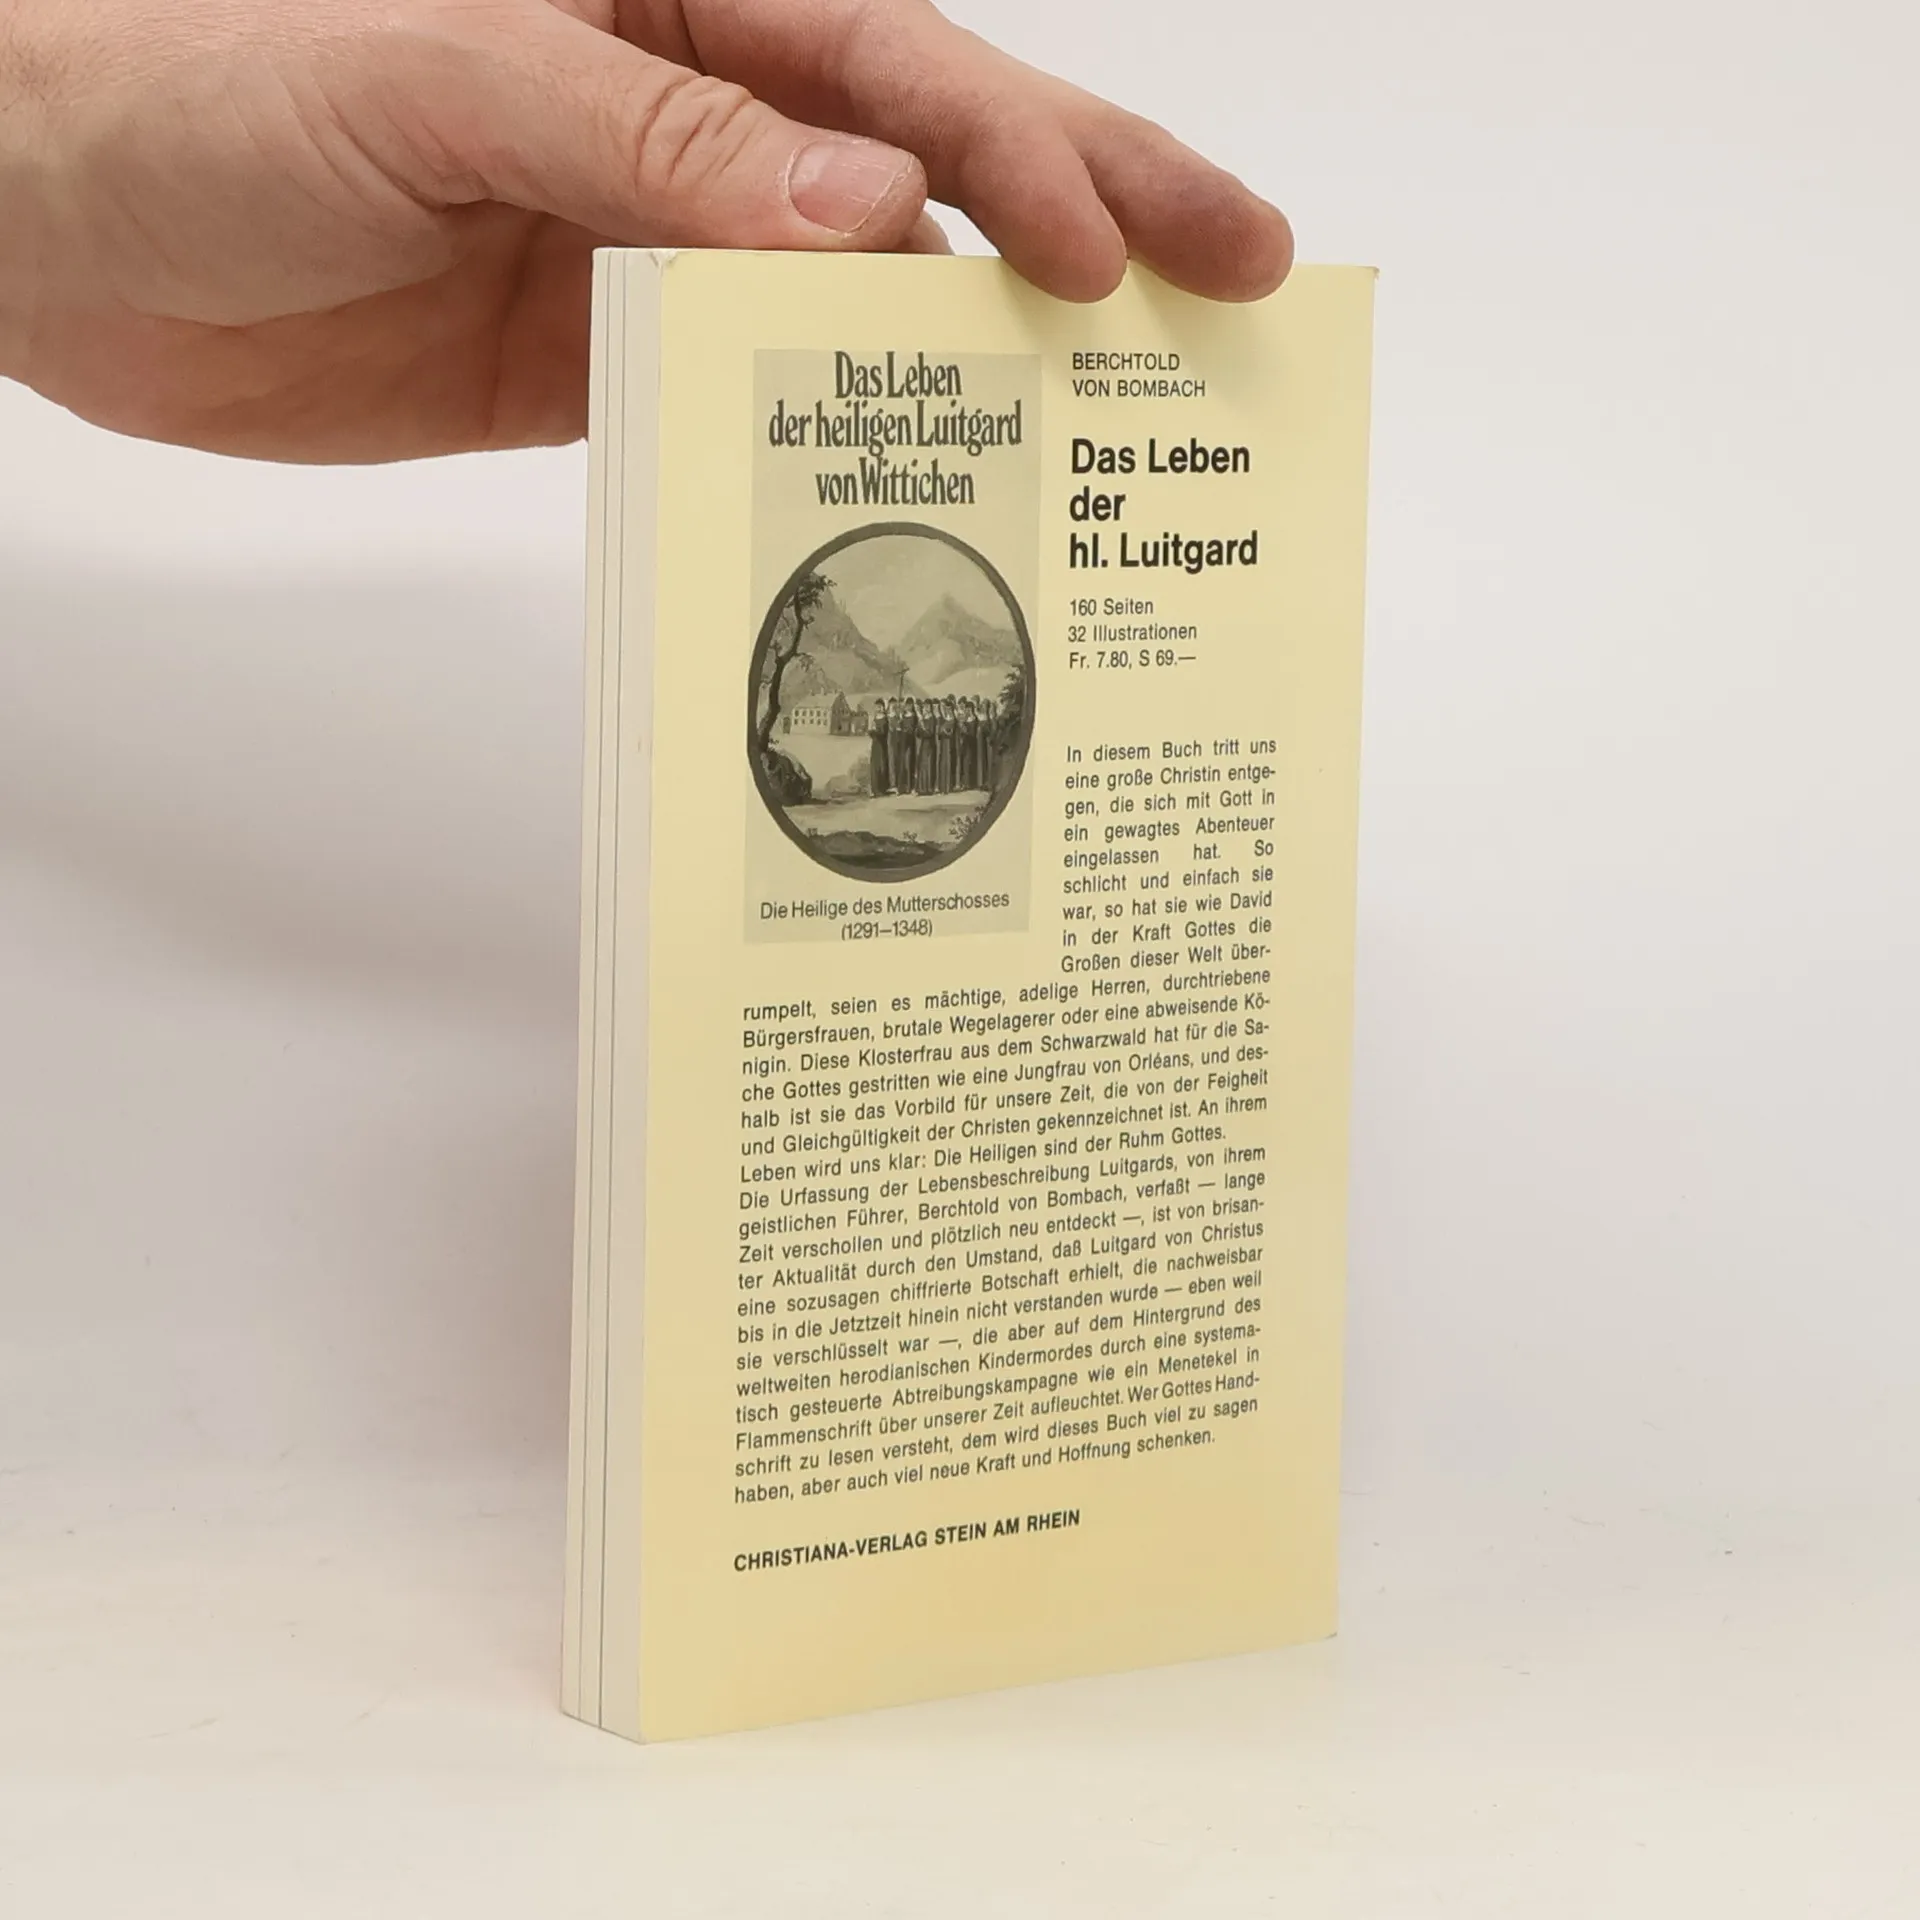 Das Leben
der heiligen Luitgard
von Wittichen
Die Heilige des Mutterschosses
(1291–1348)
BERCHTOLD
VON BOMBACH
Das Leben
der
hl. Luitgard
160 Seiten
32 Illustrationen
Fr. 7.80, S 69.—
In diesem Buch tritt uns
eine große Christin entge-
gen, die sich mit Gott in
ein gewagtes Abenteuer
eingelassen hat. So
schlicht und einfach sie
war, so hat sie wie David
in der Kraft Gottes die
Großen dieser Welt über-
rumpelt, seien es mächtige, adelige Herren, durchtriebene
Bürgersfrauen, brutale Wegelagerer oder eine abweisende Kö-
nigin. Diese Klosterfrau aus dem Schwarzwald hat für die Sa-
che Gottes gestritten wie eine Jungfrau von Orléans, und des-
halb ist sie das Vorbild für unsere Zeit, die von der Feigheit
und Gleichgültigkeit der Christen gekennzeichnet ist. An ihrem
Leben wird uns klar: Die Heiligen sind der Ruhm Gottes.
Die Urfassung der Lebensbeschreibung Luitgards, von ihrem
geistlichen Führer, Berchtold von Bombach, verfaßt — lange
Zeit verschollen und plötzlich neu entdeckt —, ist von brisan-
ter Aktualität durch den Umstand, daß Luitgard von Christus
eine sozusagen chiffrierte Botschaft erhielt, die nachweisbar
bis in die Jetztzeit hinein nicht verstanden wurde — eben weil
sie verschlüsselt war —, die aber auf dem Hintergrund des
weltweiten herodianischen Kindermordes durch eine systema-
tisch gesteuerte Abtreibungskampagne wie ein Menetekel in
Flammenschrift über unserer Zeit aufleuchtet. Wer Gottes Hand-
schrift zu lesen versteht, dem wird dieses Buch viel zu sagen
haben, aber auch viel neue Kraft und Hoffnung schenken.
CHRISTIANA-VERLAG STEIN AM RHEIN